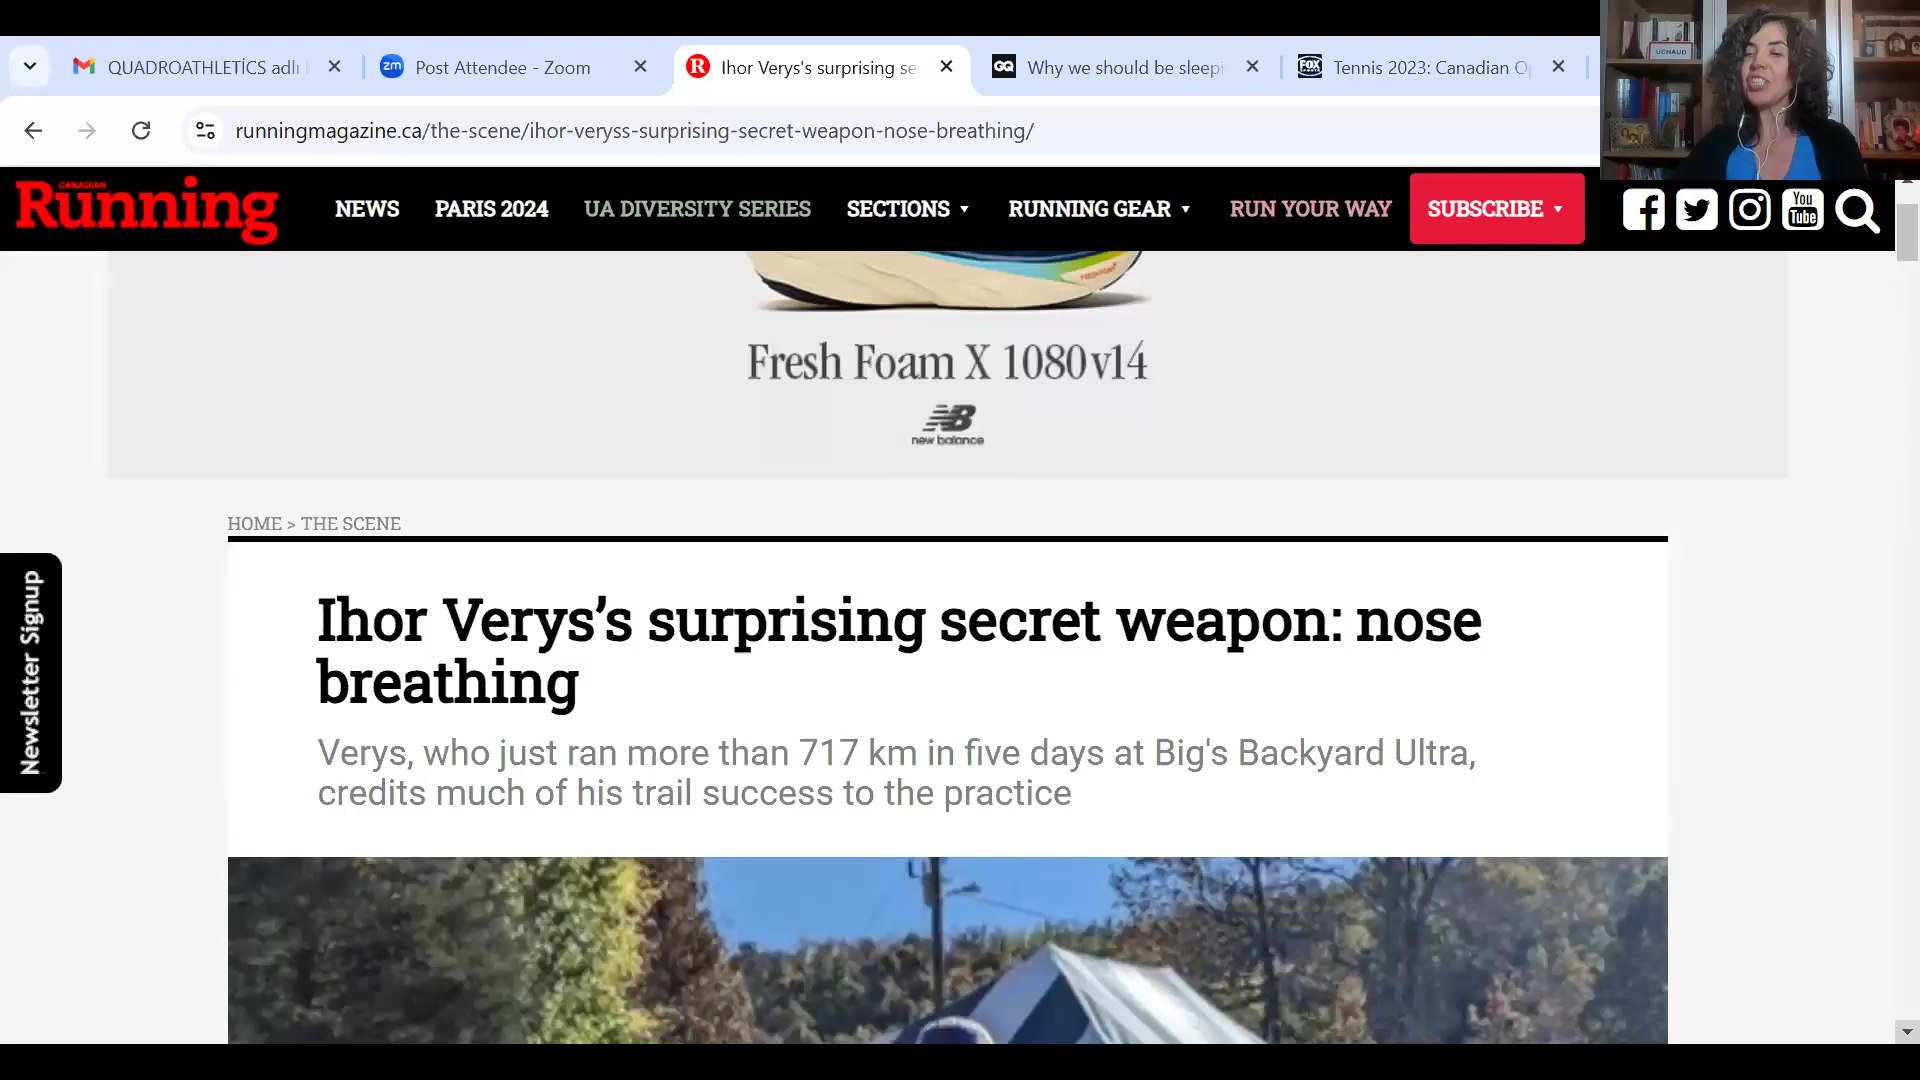 QUADROATHLETİCS adlı
Post Attendee - Zoom
Ihor Verys's surprising se
Why we should be sleepi
Tennis 2023: Canadian O
runningmagazine.ca/the-scene/ihor-veryss-surprising-secret-weapon-nose-breathing/
CANADIAN
Running
NEWS
PARIS 2024
UA DIVERSITY SERIES
SECTIONS
RUNNING GEAR
RUN YOUR WAY
SUBSCRIBE
You
Tube
Fresh Foam X 1080v14
new balance
HOME > THE SCENE
Newsletter Signup
Ihor Verys’s surprising secret weapon: nose
breathing
Verys, who just ran more than 717 km in five days at Big's Backyard Ultra,
credits much of his trail success to the practice